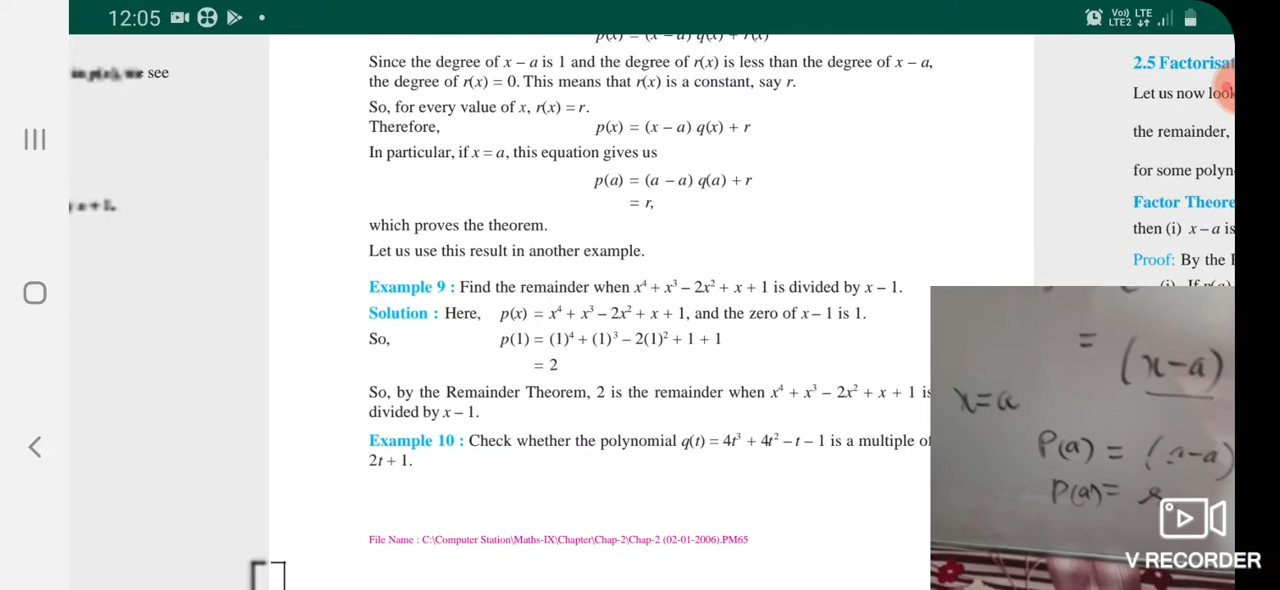 12:05
Vo) LTE
LTE2
see
p(x) = (x – a) q(x) + r(x)
Since the degree of x – a is 1 and the degree of r(x) is less than the degree of x – a,
the degree of r(x) = 0. This means that r(x) is a constant, say r.
So, for every value of x, r(x) = r.
Therefore, p(x) = (x – a) q(x) + r
In particular, if x = a, this equation gives us
p(a) = (a – a) q(a) + r
= r,
which proves the theorem.
Let us use this result in another example.
Example 9 : Find the remainder when x⁴ + x³ – 2x² + x + 1 is divided by x – 1.
Solution : Here, p(x) = x⁴ + x³ – 2x² + x + 1, and the zero of x – 1 is 1.
So, p(1) = (1)⁴ + (1)³ – 2(1)² + 1 + 1
= 2
So, by the Remainder Theorem, 2 is the remainder when x⁴ + x³ – 2x² + x + 1 is
divided by x – 1.
Example 10 : Check whether the polynomial q(t) = 4t³ + 4t² – t – 1 is a multiple of
2t + 1.
File Name : C:\Computer Station\Maths-IX\Chapter\Chap-2\Chap-2 (02-01-2006).PM65
2.5 Factorisat
Let us now look
the remainder,
for some polyn
Factor Theore
then (i) x – a is
Proof: By the
= (x-a)
x=a
P(a) = (a-a)
P(a)=
V RECORDER